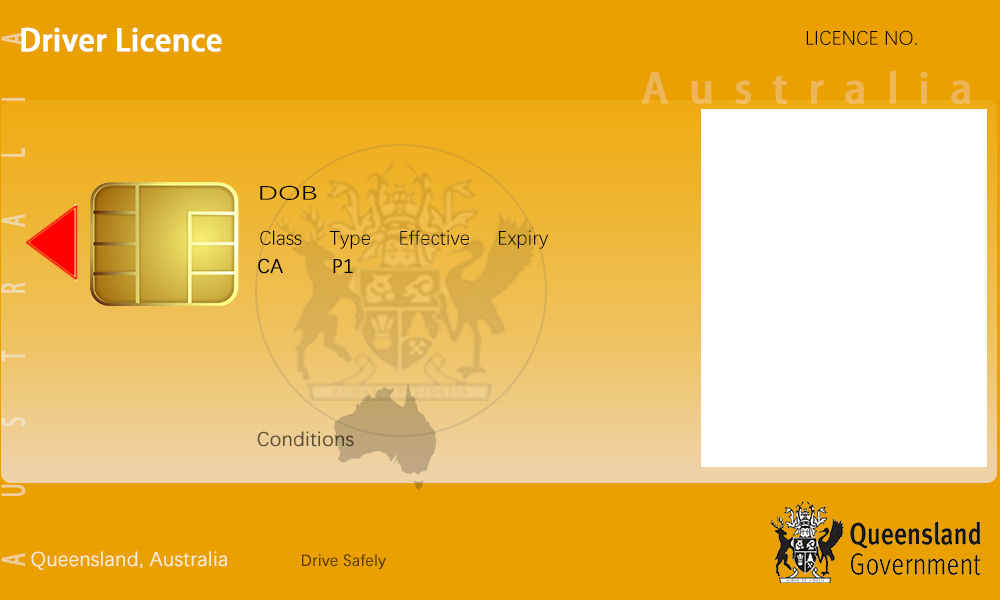 Driver Licence
LICENCE NO.
Australia
AUSTRALIA
DOB
Class Type Effective Expiry
CA P1
Conditions
Queensland, Australia
Drive Safely
Queensland
Government